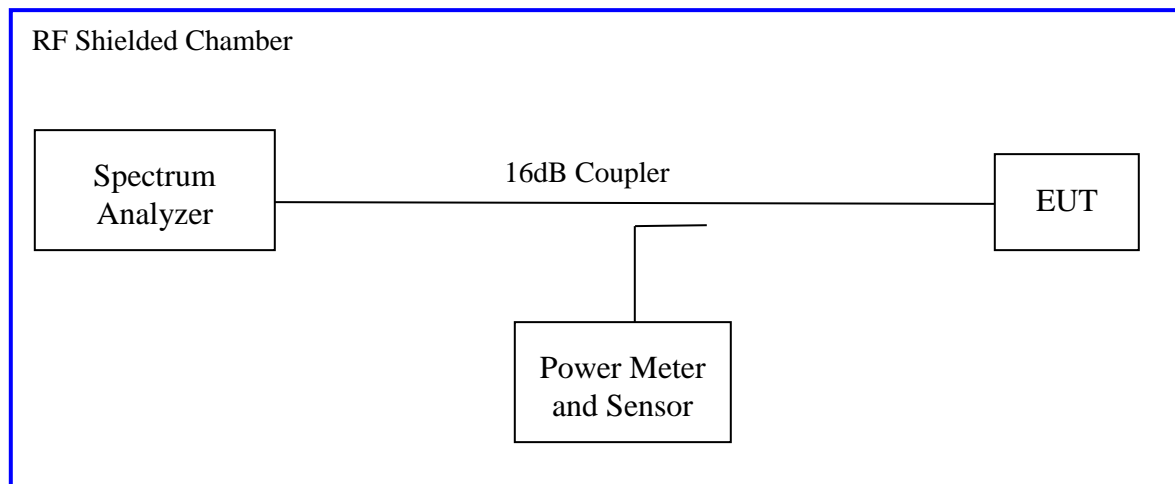 RF Shielded Chamber
Spectrum
Analyzer
16dB Coupler
EUT
Power Meter
and Sensor